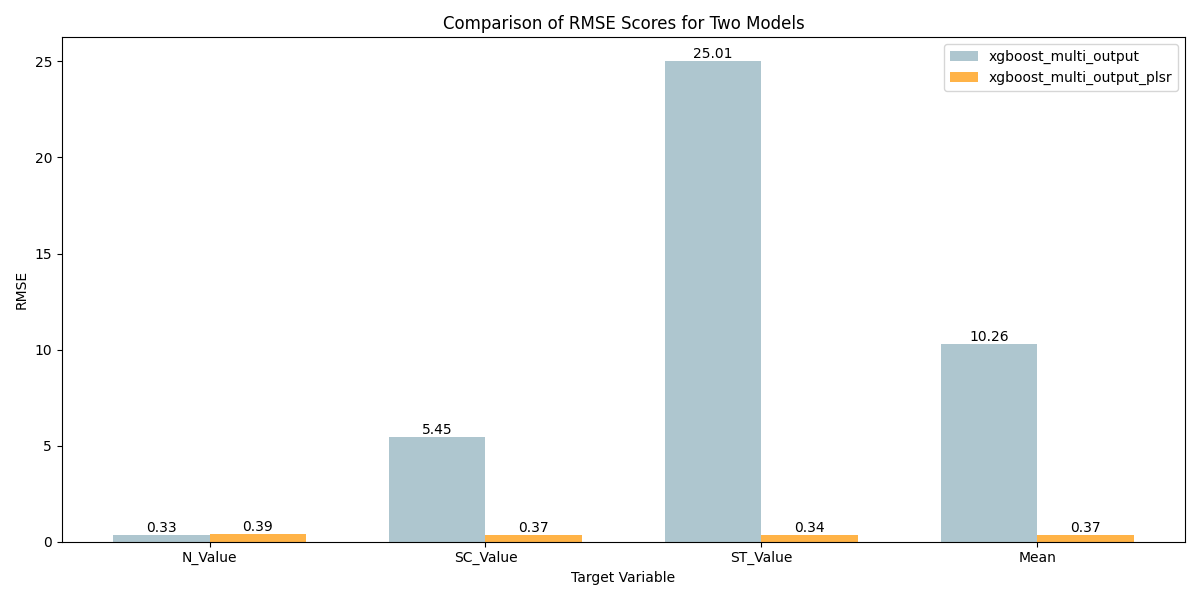 Comparison of RMSE Scores for Two Models
xgboost_multi_output
xgboost_multi_output_plsr
RMSE
25
20
15
10
5
0
0.33
0.39
5.45
0.37
25.01
0.34
10.26
0.37
N_Value
SC_Value
ST_Value
Mean
Target Variable